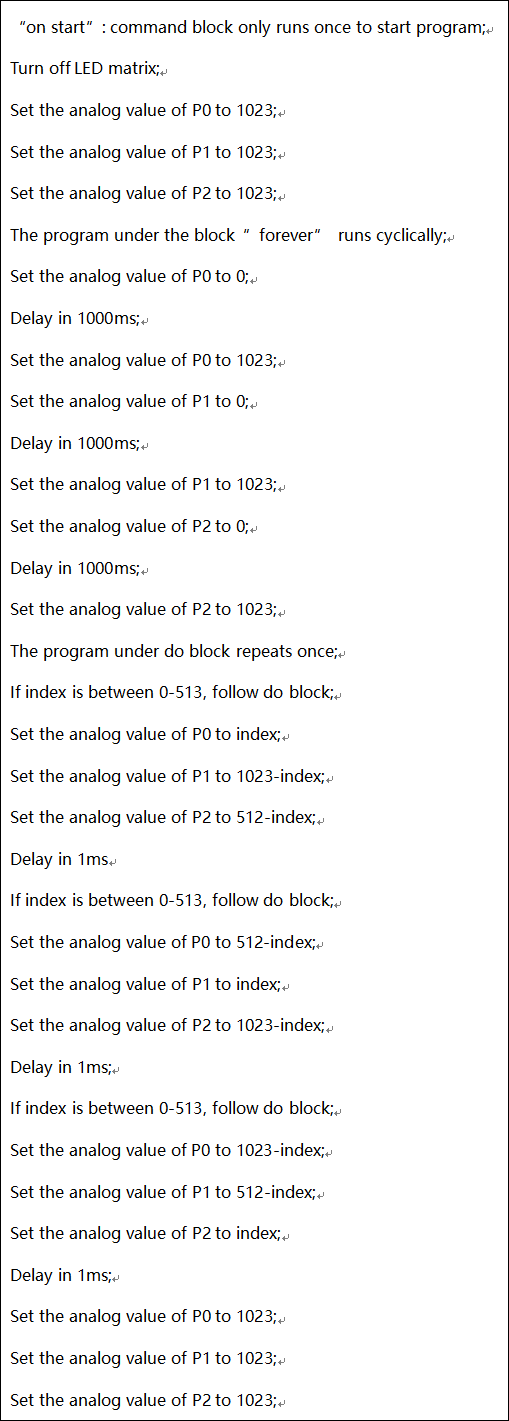 “on start” : command block only runs once to start program;↵
Turn off LED matrix;↵
Set the analog value of P0 to 1023;↵
Set the analog value of P1 to 1023;↵
Set the analog value of P2 to 1023;↵
The program under the block “ forever” runs cyclically;↵
Set the analog value of P0 to 0;↵
Delay in 1000ms;↵
Set the analog value of P0 to 1023;↵
Set the analog value of P1 to 0;↵
Delay in 1000ms;↵
Set the analog value of P1 to 1023;↵
Set the analog value of P2 to 0;↵
Delay in 1000ms;↵
Set the analog value of P2 to 1023;↵
The program under do block repeats once;↵
If index is between 0-513, follow do block;↵
Set the analog value of P0 to index;↵
Set the analog value of P1 to 1023-index;↵
Set the analog value of P2 to 512-index;↵
Delay in 1ms↵
If index is between 0-513, follow do block;↵
Set the analog value of P0 to 512-index;↵
Set the analog value of P1 to index;↵
Set the analog value of P2 to 1023-index;↵
Delay in 1ms;↵
If index is between 0-513, follow do block;↵
Set the analog value of P0 to 1023-index;↵
Set the analog value of P1 to 512-index;↵
Set the analog value of P2 to index;↵
Delay in 1ms;↵
Set the analog value of P0 to 1023;↵
Set the analog value of P1 to 1023;↵
Set the analog value of P2 to 1023;↵